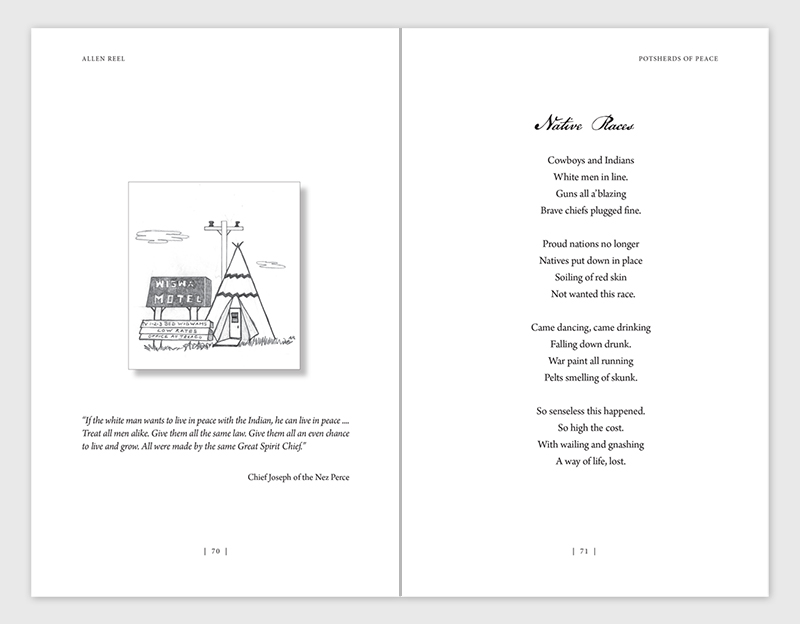 ALLEN REEL
WIGWAM
MOTEL
LOW RATES
"If the white man wants to live in peace with the Indian, he can live in peace ....
Treat all men alike. Give them all the same law. Give them all an even chance
to live and grow. All were made by the same Great Spirit Chief."
Chief Joseph of the Nez Perce
| 70 |
POTSHERDS OF PEACE
Native Races
Cowboys and Indians
White men in line.
Guns all a'blazing
Brave chiefs plugged fine.
Proud nations no longer
Natives put down in place
Soiling of red skin
Not wanted this race.
Came dancing, came drinking
Falling down drunk.
War paint all running
Pelts smelling of skunk.
So senseless this happened.
So high the cost.
With wailing and gnashing
A way of life, lost.
| 71 |